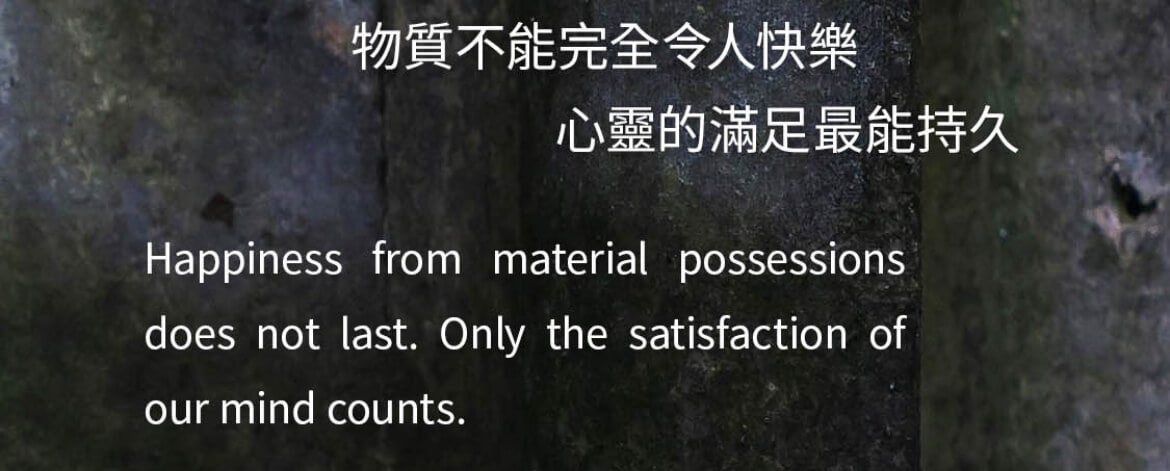 物質不能完全令人快樂
心靈的滿足最能持久
Happiness from material possessions
does not last. Only the satisfaction of
our mind counts.